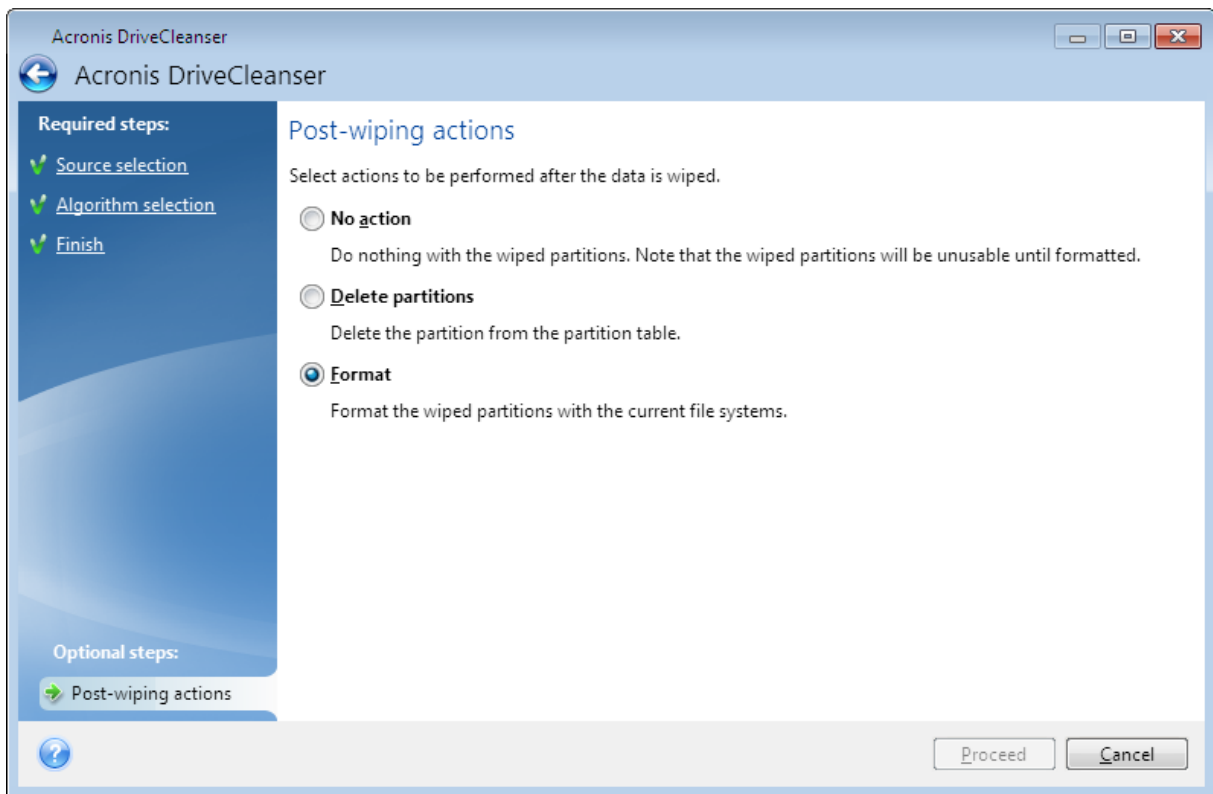 Acronis DriveCleanser
Acronis DriveCleanser
Required steps:
Source selection
Algorithm selection
Finish
Post-wiping actions
Select actions to be performed after the data is wiped.
No action
Do nothing with the wiped partitions. Note that the wiped partitions will be unusable until formatted.
Delete partitions
Delete the partition from the partition table.
Format
Format the wiped partitions with the current file systems.
Optional steps:
Post-wiping actions
?
Proceed
Cancel